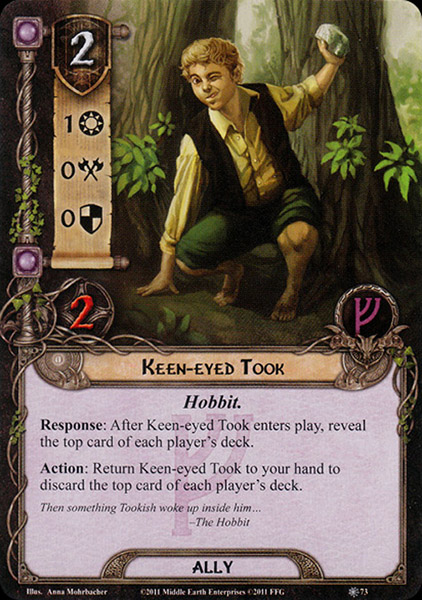 2
1
0
0
2
KEEN-EYED TOOK
Hobbit.
Response: After Keen-eyed Took enters play, reveal
the top card of each player's deck.
Action: Return Keen-eyed Took to your hand to
discard the top card of each player's deck.
Then something Tookish woke up inside him…
–The Hobbit
ALLY
Illus. Anna Mohrbacher ©2011 Middle Earth Enterprises ©2011 FFG 73